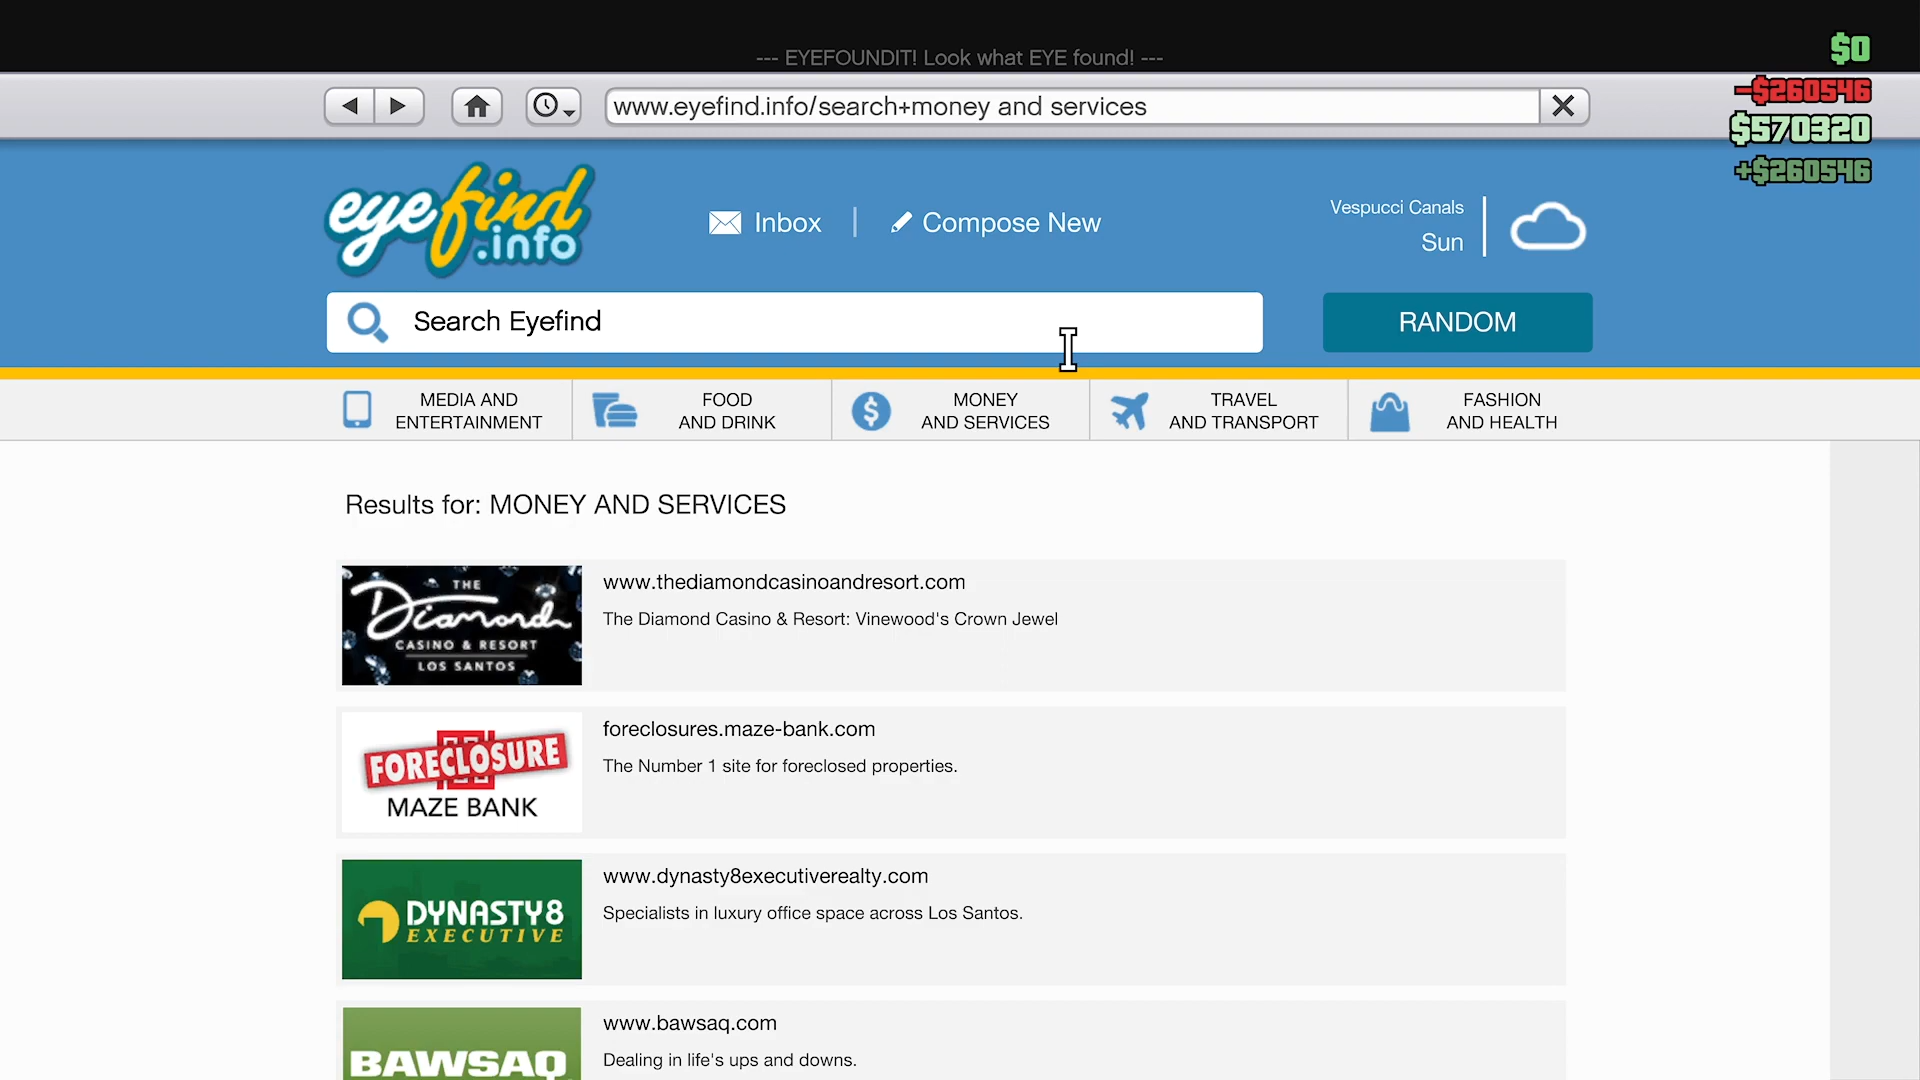 --- EYEFOUNDIT! Look what EYE found! ---
$0
-$260546
$570320
+$260546
www.eyefind.info/search+money and services
eyefind
.info
Inbox
Compose New
Vespucci Canals
Sun
Search Eyefind
RANDOM
MEDIA AND
ENTERTAINMENT
FOOD
AND DRINK
MONEY
AND SERVICES
TRAVEL
AND TRANSPORT
FASHION
AND HEALTH
Results for: MONEY AND SERVICES
THE
Diamond
CASINO & RESORT
LOS SANTOS
www.thediamondcasinoandresort.com
The Diamond Casino & Resort: Vinewood's Crown Jewel
FORECLOSURE
MAZE BANK
foreclosures.maze-bank.com
The Number 1 site for foreclosed properties.
DYNASTY8
EXECUTIVE
www.dynasty8executiverealty.com
Specialists in luxury office space across Los Santos.
BAWSAQ
www.bawsaq.com
Dealing in life's ups and downs.